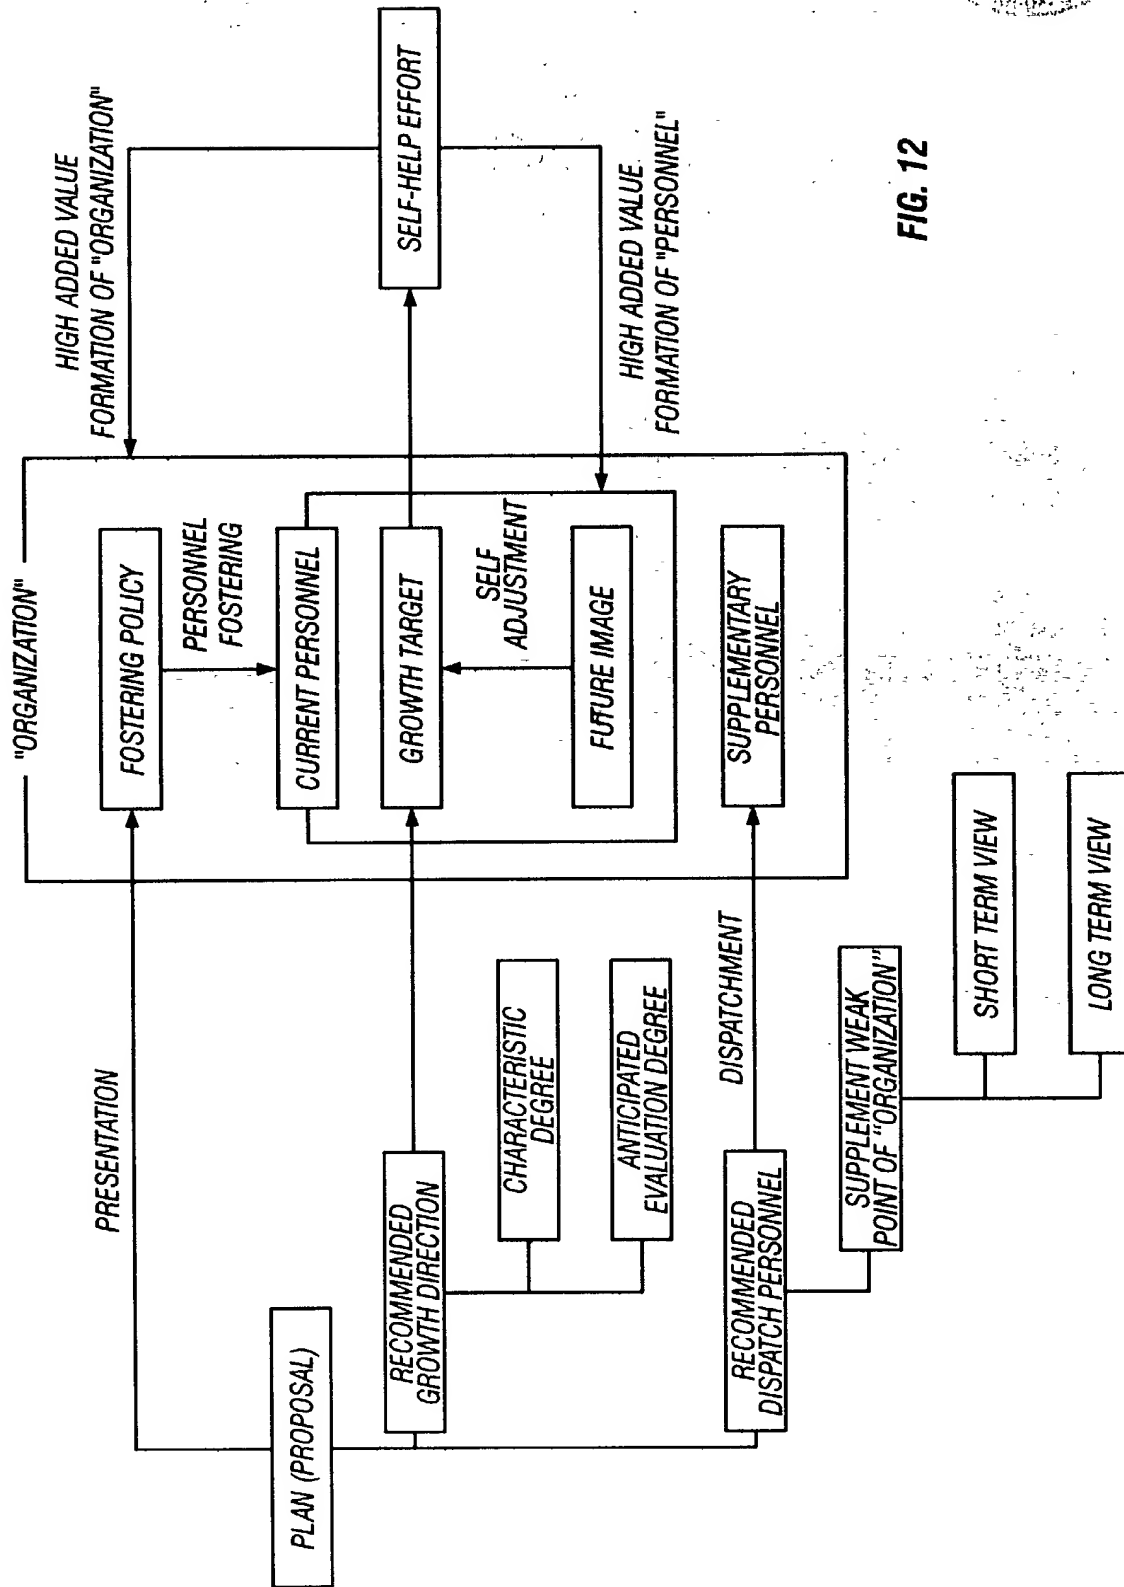 "ORGANIZATION"
HIGH ADDED VALUE
FORMATION OF "ORGANIZATION"
PRESENTATION
FOSTERING POLICY
PERSONNEL
FOSTERING
PLAN (PROPOSAL)
CURRENT PERSONNEL
RECOMMENDED
GROWTH DIRECTION
GROWTH TARGET
SELF-HELP EFFORT
CHARACTERISTIC
DEGREE
SELF
ADJUSTMENT
ANTICIPATED
EVALUATION DEGREE
FUTURE IMAGE
HIGH ADDED VALUE
FORMATION OF "PERSONNEL"
RECOMMENDED
DISPATCH PERSONNEL
DISPATCHMENT
SUPPLEMENTARY
PERSONNEL
SUPPLEMENT WEAK
POINT OF "ORGANIZATION"
SHORT TERM VIEW
LONG TERM VIEW
FIG. 12